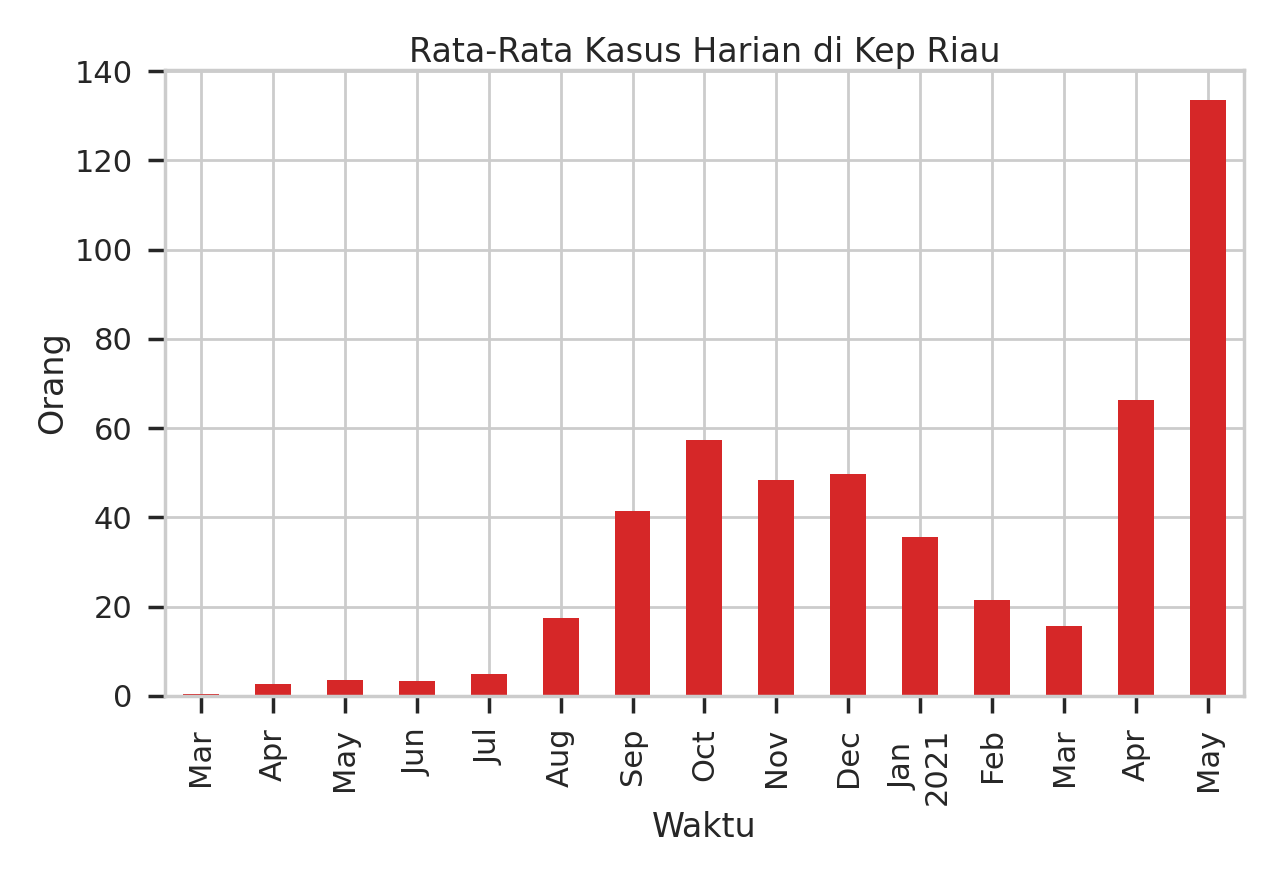 Rata-Rata Kasus Harian di Kep Riau
140
120
100
80
60
40
20
0
Orang
Mar
Apr
May
Jun
Jul
Aug
Sep
Oct
Nov
Dec
Jan
2021
Feb
Mar
Apr
May
Waktu